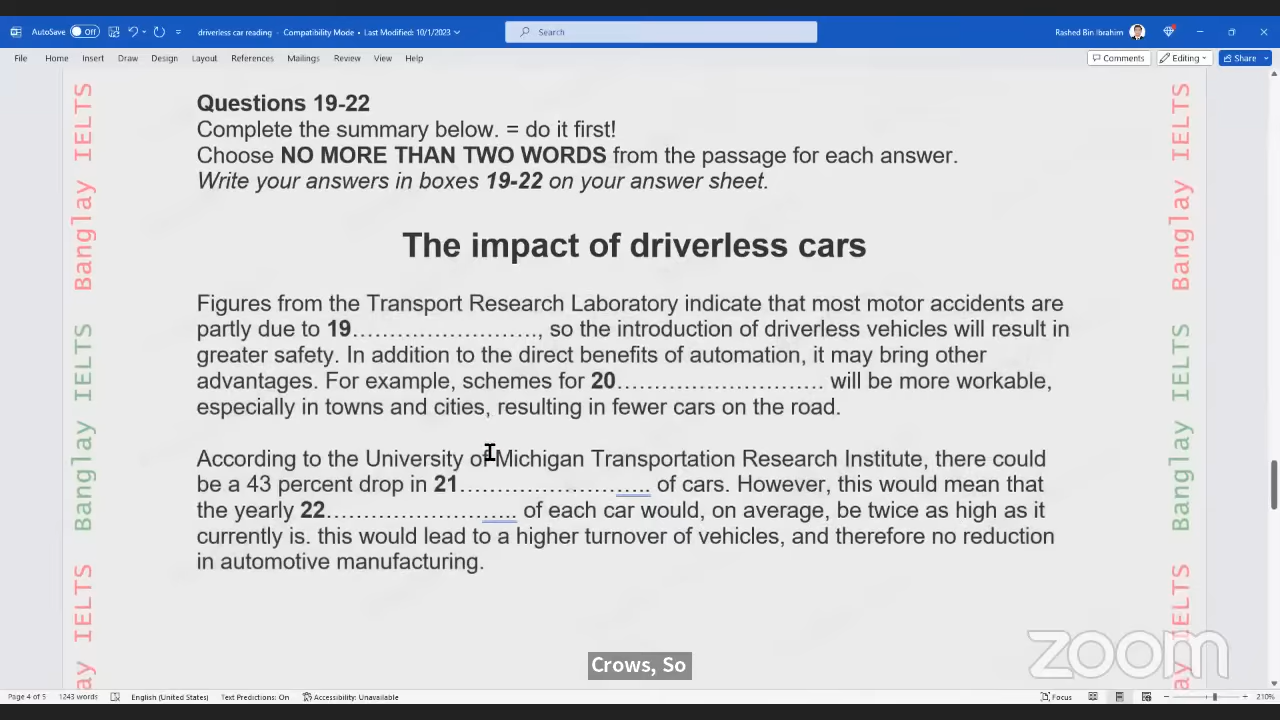 AutoSave Off driverless car reading - Compatibility Mode • Last Modified: 10/1/2023 Search Rashed Bin Ibrahim
File Home Insert Draw Design Layout References Mailings Review View Help Comments Editing Share
Questions 19-22
Complete the summary below. = do it first!
Choose NO MORE THAN TWO WORDS from the passage for each answer.
Write your answers in boxes 19-22 on your answer sheet.
The impact of driverless cars
Figures from the Transport Research Laboratory indicate that most motor accidents are
partly due to 19……………………., so the introduction of driverless vehicles will result in
greater safety. In addition to the direct benefits of automation, it may bring other
advantages. For example, schemes for 20……………………… will be more workable,
especially in towns and cities, resulting in fewer cars on the road.
According to the University of Michigan Transportation Research Institute, there could
be a 43 percent drop in 21…………………….. of cars. However, this would mean that
the yearly 22…………………….. of each car would, on average, be twice as high as it
currently is. this would lead to a higher turnover of vehicles, and therefore no reduction
in automotive manufacturing.
Banglay IELTS
Banglay IELTS
ay IELTS
Banglay IELTS
Banglay IELTS
ay IELTS
zoom
Crows, So
Page 4 of 5 1243 words English (United States) Text Predictions: On Accessibility: Unavailable Focus 210%